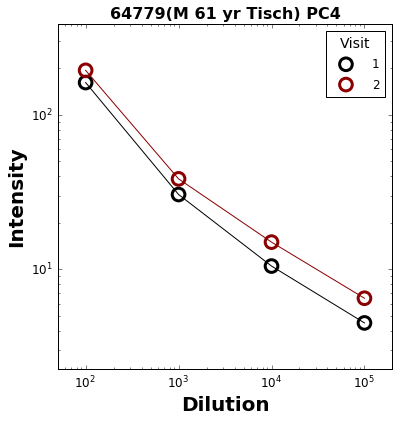 64779(M 61 yr Tisch) PC4
Visit
1
2
10²
10¹
Intensity
10² 10³ 10⁴ 10⁵
Dilution